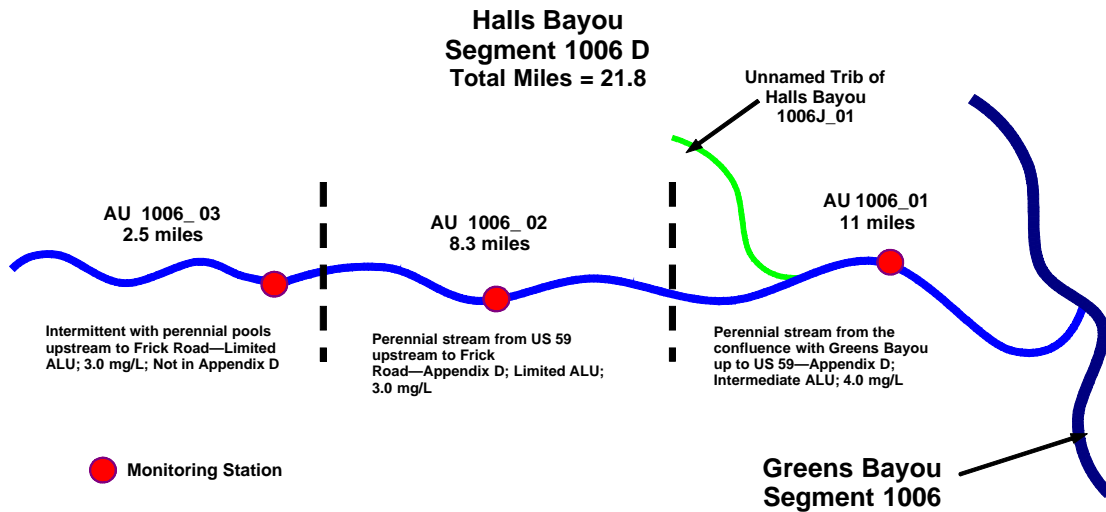 Halls Bayou
Segment 1006 D
Total Miles = 21.8
Unnamed Trib of
Halls Bayou
1006J_01
AU  1006_ 03
2.5 miles
AU  1006_ 02
8.3 miles
AU 1006_01
11 miles
Intermittent with perennial pools
upstream to Frick Road—Limited
ALU; 3.0 mg/L; Not in Appendix D
Perennial stream from US 59
upstream to Frick
Road—Appendix D; Limited ALU;
3.0 mg/L
Perennial stream from the
confluence with Greens Bayou
up to US 59—Appendix D;
Intermediate ALU; 4.0 mg/L
Monitoring Station
Greens Bayou
Segment 1006